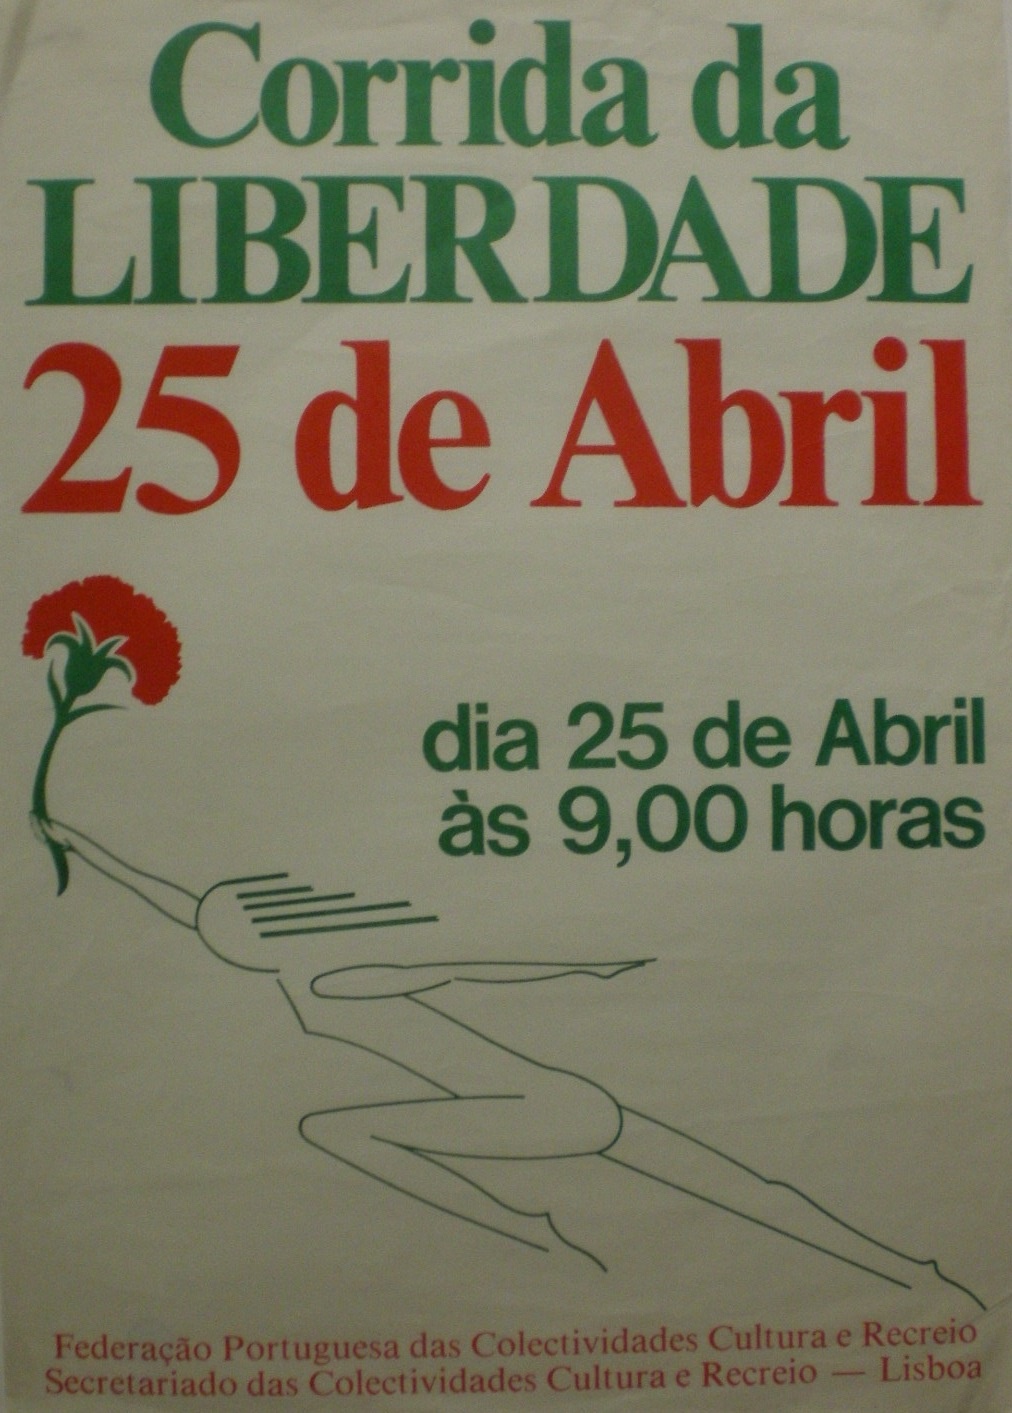 Corrida da
LIBERDADE
25 de Abril
dia 25 de Abril
às 9,00 horas
Federação Portuguesa das Colectividades Cultura e Recreio
Secretariado das Colectividades Cultura e Recreio — Lisboa